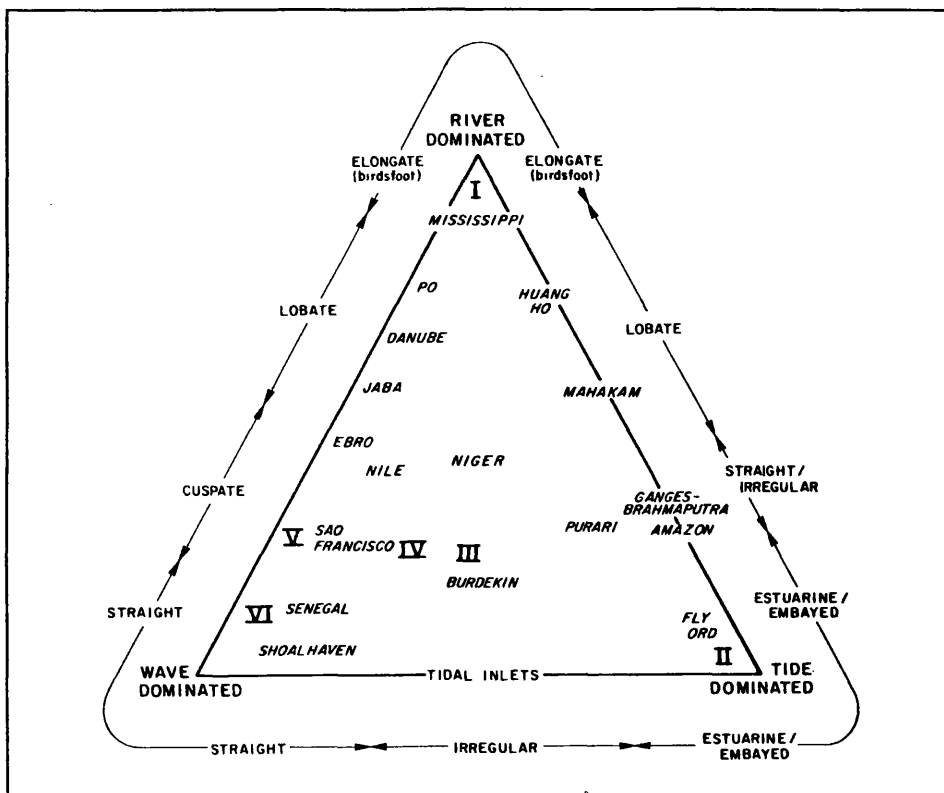 RIVER
DOMINATED
ELONGATE
(birdsfoot)
ELONGATE
(birdsfoot)
I
MISSISSIPPI
PO
HUANG
HO
LOBATE
LOBATE
DANUBE
JABA
MAHAKAM
EBRO
NILE
NIGER
STRAIGHT/
IRREGULAR
CUSPATE
GANGES-
BRAHMAPUTRA
PURARI
AMAZON
V
SAO
FRANCISCO
IV
III
BURDEKIN
STRAIGHT
VI
SENEGAL
ESTUARINE/
EMBAYED
FLY
ORD
SHOALHAVEN
II
WAVE
DOMINATED
TIDAL INLETS
TIDE
DOMINATED
STRAIGHT
IRREGULAR
ESTUARINE/
EMBAYED